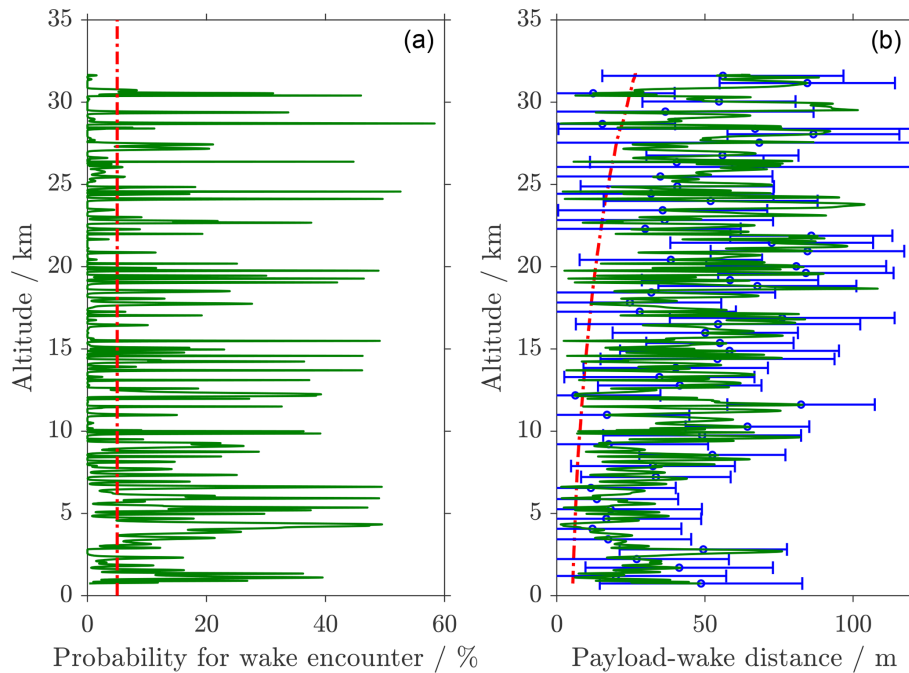 (a)
35
30
25
20
15
10
5
0
Altitude / km
0 20 40 60
Probability for wake encounter / %
(b)
35
30
25
20
15
10
5
0
Altitude / km
0 50 100
Payload-wake distance / m